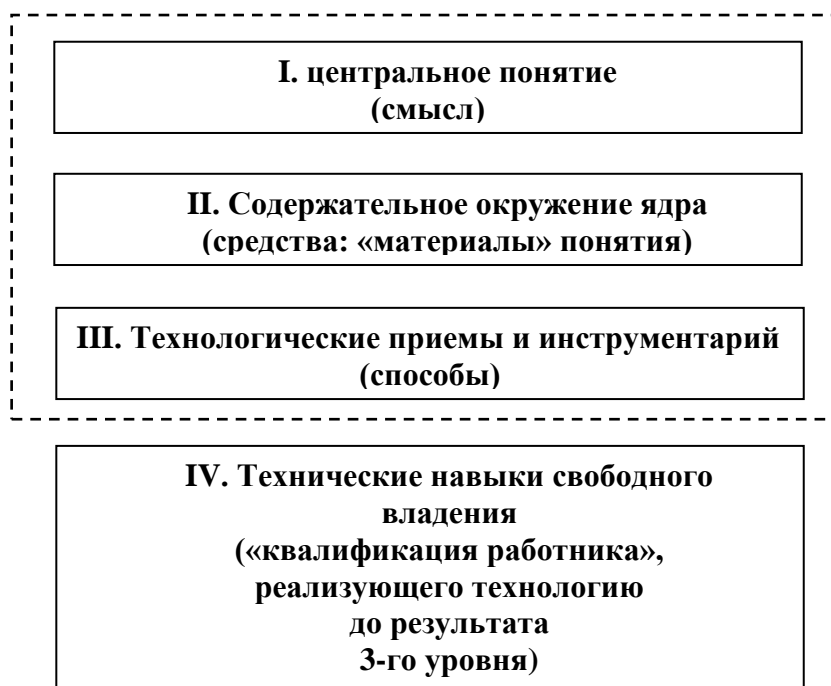 I. центральное понятие
(смысл)
II. Содержательное окружение ядра
(средства: «материалы» понятия)
III. Технологические приемы и инструментарий
(способы)
IV. Технические навыки свободного
владения
(«квалификация работника»,
реализующего технологию
до результата
3-го уровня)